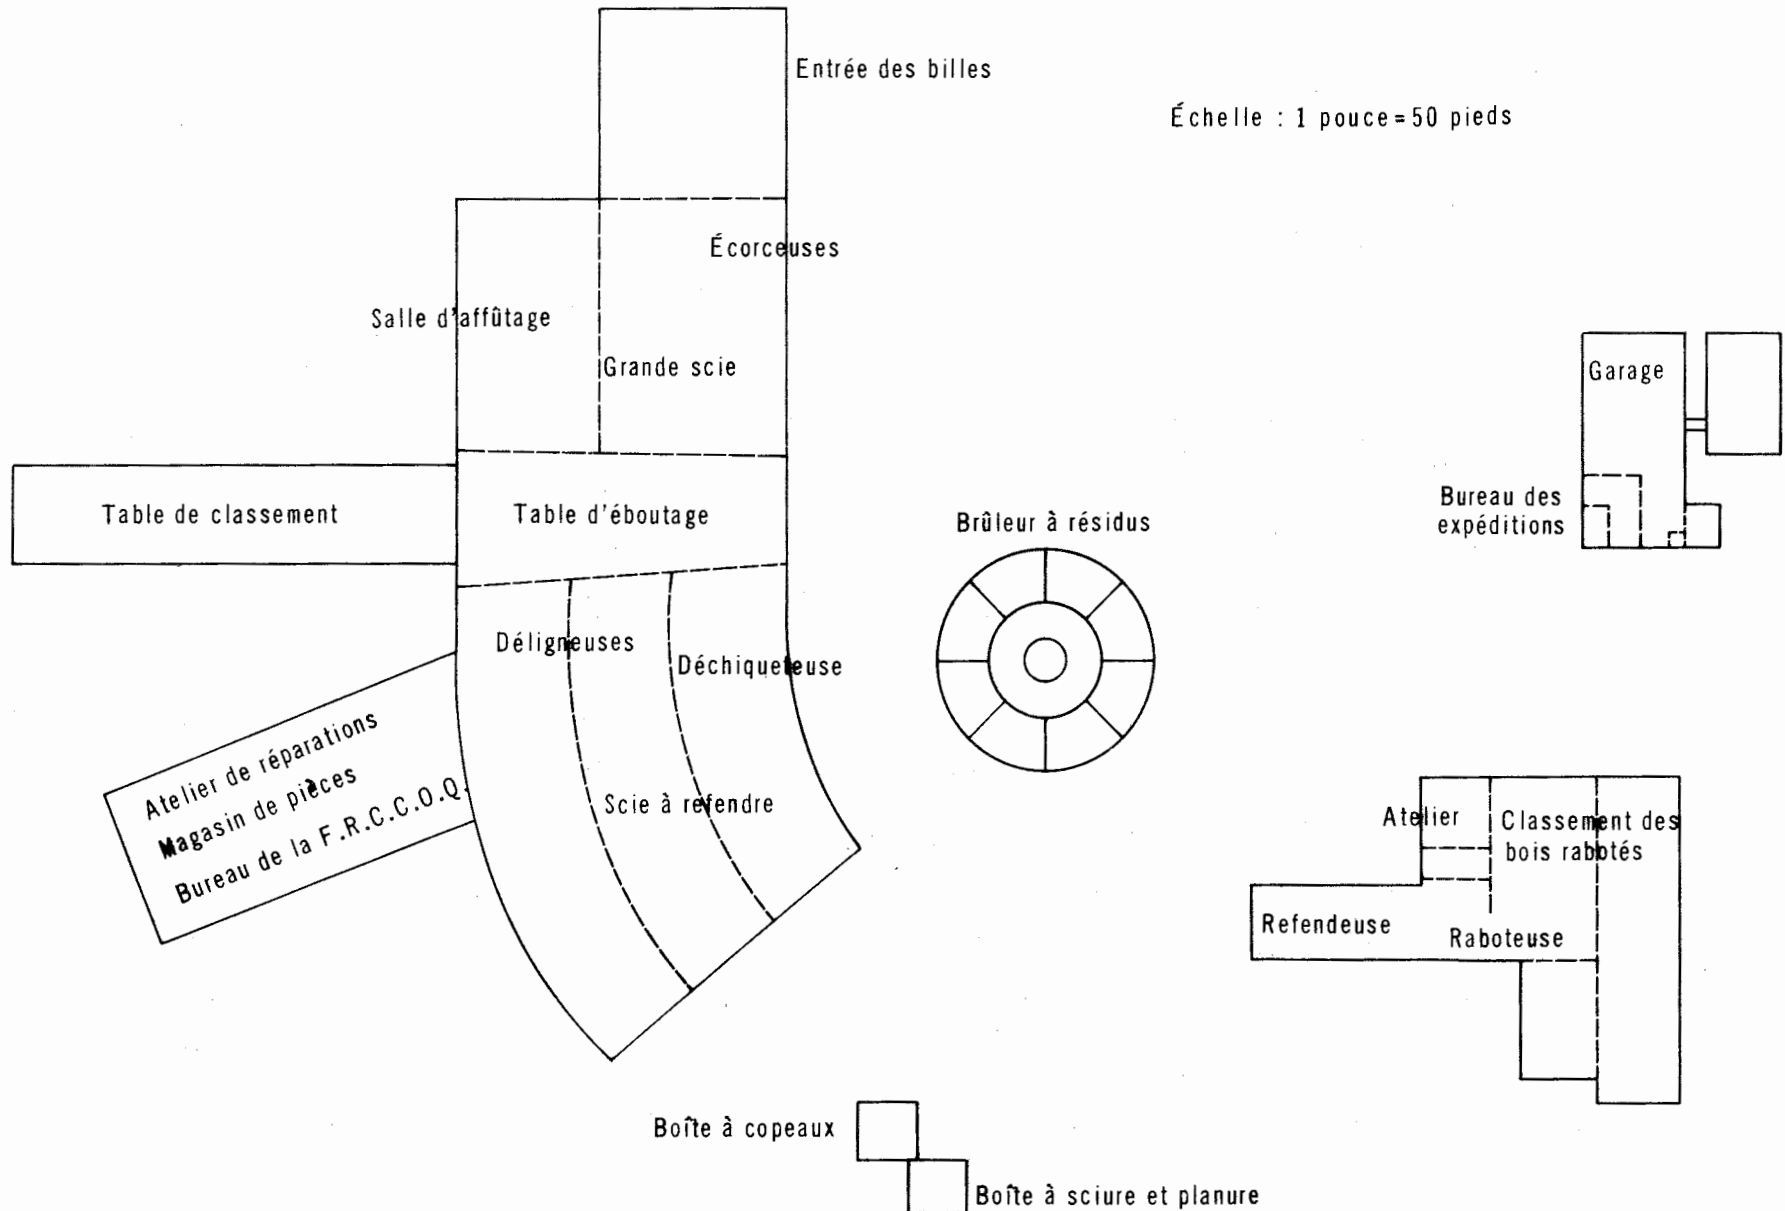 Entrée des billes
Échelle : 1 pouce = 50 pieds
Écorceuses
Salle d'affûtage
Grande scie
Garage
Table de classement
Table d'éboutage
Bureau des
expéditions
Brûleur à résidus
Déligneuses
Déchiqueteuse
Atelier de réparations
Magasin de pièces
Bureau de la F.R.C.C.O.Q.
Scie à refendre
Atelier
Classement des
bois rabotés
Refendeuse
Raboteuse
Boîte à copeaux
Boîte à sciure et planure